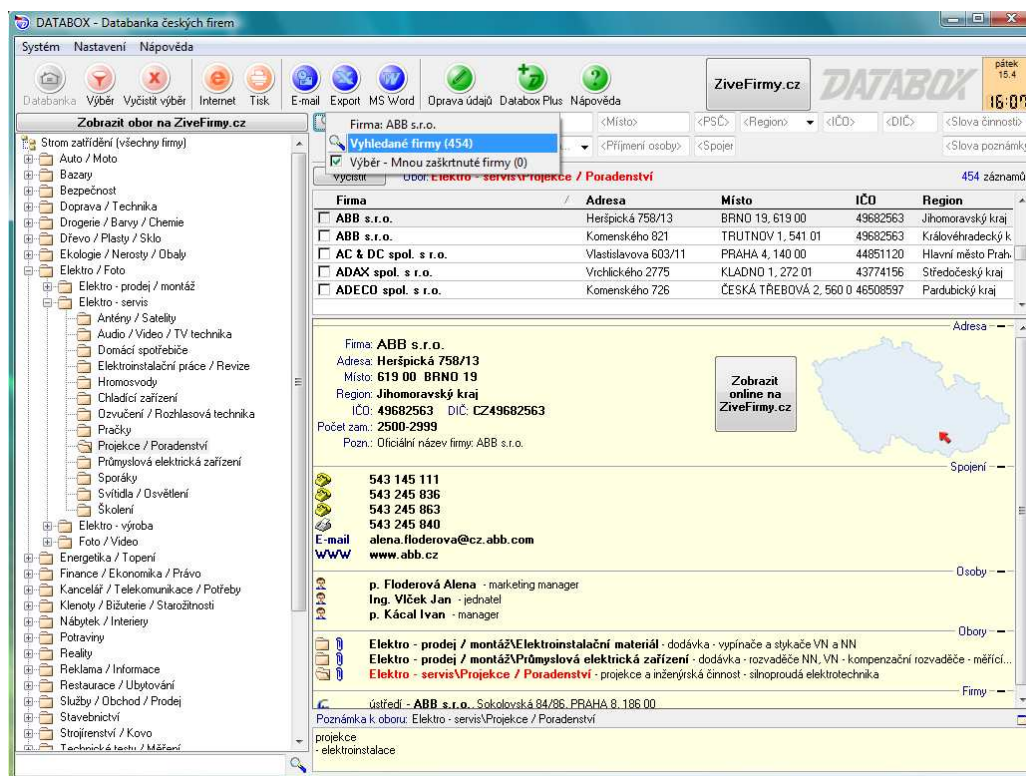 DATABOX - Databanka českých firem
Systém Nastavení Nápověda
Databanka Výběr Vyčistit výběr Internet Tisk E-mail Export MS Word Oprava údajů Databox Plus Nápověda
ZiveFirmy.cz
DATABOX
pátek
15.4
16:07
Zobrazit obor na ZiveFirmy.cz
Strom zatřídění (všechny firmy)
Auto / Moto
Bazary
Bezpečnost
Doprava / Technika
Drogerie / Barvy / Chemie
Dřevo / Plasty / Sklo
Ekologie / Nerosty / Obaly
Elektro / Foto
Elektro - prodej / montáž
Elektro - servis
Antény / Satelity
Audio / Video / TV technika
Domácí spotřebiče
Elektroinstalační práce / Revize
Hromosvody
Chladící zařízení
Ozvučení / Rozhlasová technika
Pračky
Projekce / Poradenství
Průmyslová elektrická zařízení
Sporáky
Svítidla / Osvětlení
Školení
Elektro - výroba
Foto / Video
Energetika / Topení
Finance / Ekonomika / Právo
Kancelář / Telekomunikace / Potřeby
Klenoty / Bižuterie / Starožitnosti
Nábytek / Interiery
Potraviny
Reality
Reklama / Informace
Restaurace / Ubytování
Služby / Obchod / Prodej
Stavebnictví
Strojírenství / Kovo
Technické testy / Měření
Firma: ABB s.r.o.
Vyhledané firmy (454)
Výběr - Mnou zaškrtnuté firmy (0)
<Místo> <PSČ> <Region> <IČO> <DIČ> <Slova činnosti>
<Příjmení osoby> <Spojer <Slova poznámky
Vyčistit Obor: Elektro - servis\Projekce / Poradenství 454 záznamů
Firma Adresa Místo IČO Region
ABB s.r.o. Heršpická 758/13 BRNO 19, 619 00 49682563 Jihomoravský kraj
ABB s.r.o. Komenského 821 TRUTNOV 1, 541 01 49682563 Královéhradecký k
AC & DC spol. s r.o. Vlastislavova 603/11 PRAHA 4, 140 00 44851120 Hlavní město Prah
ADAX spol. s r.o. Vrchlického 2775 KLADNO 1, 272 01 43774156 Středočeský kraj
ADECO spol. s r.o. Komenského 726 ČESKÁ TŘEBOVÁ 2, 560 0 46508597 Pardubický kraj
Adresa
Firma: ABB s.r.o.
Adresa: Heršpická 758/13
Místo: 619 00 BRNO 19
Region: Jihomoravský kraj
IČO: 49682563 DIČ: CZ49682563
Počet zam.: 2500-2999
Pozn.: Oficiální název firmy: ABB s.r.o.
Zobrazit
online na
ZiveFirmy.cz
Spojení
543 145 111
543 245 836
543 245 863
543 245 840
E-mail alena.floderova@cz.abb.com
WWW www.abb.cz
Osoby
p. Floderová Alena - marketing manager
Ing. Vlček Jan - jednatel
p. Kácal Ivan - manager
Obory
Elektro - prodej / montáž\Elektroinstalační materiál - dodávka - vypínače a stykače VN a NN
Elektro - prodej / montáž\Průmyslová elektrická zařízení - dodávka - rozvaděče NN, VN - kompenzační rozvaděče - měřící...
Elektro - servis\Projekce / Poradenství - projekce a inženýrská činnost - silnoproudá elektrotechnika
Firmy
ústředí - ABB s.r.o., Sokolovská 84/86, PRAHA 8, 186 00
Poznámka k oboru: Elektro - servis\Projekce / Poradenství
projekce
- elektroinstalace